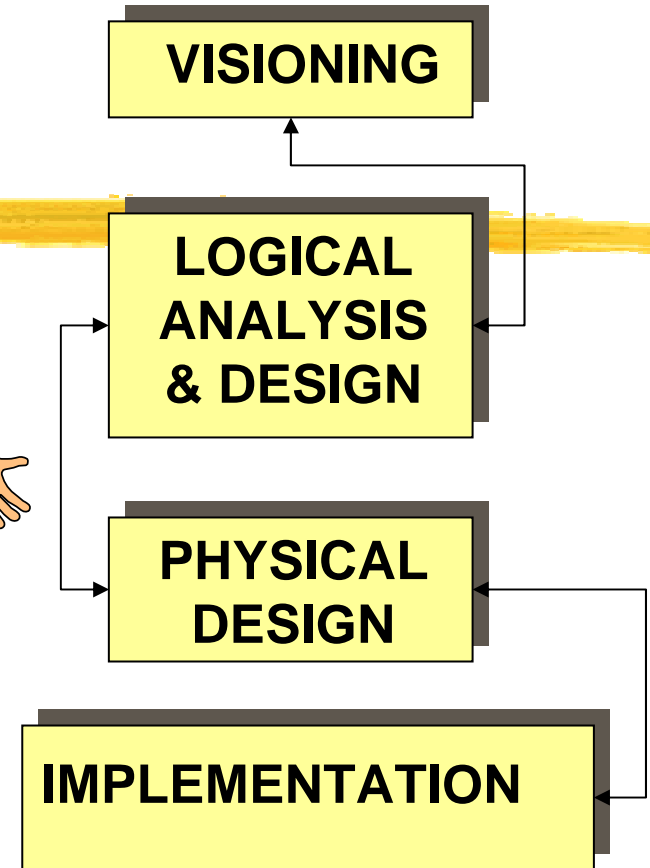 VISIONING
LOGICAL
ANALYSIS
& DESIGN
PHYSICAL
DESIGN
IMPLEMENTATION